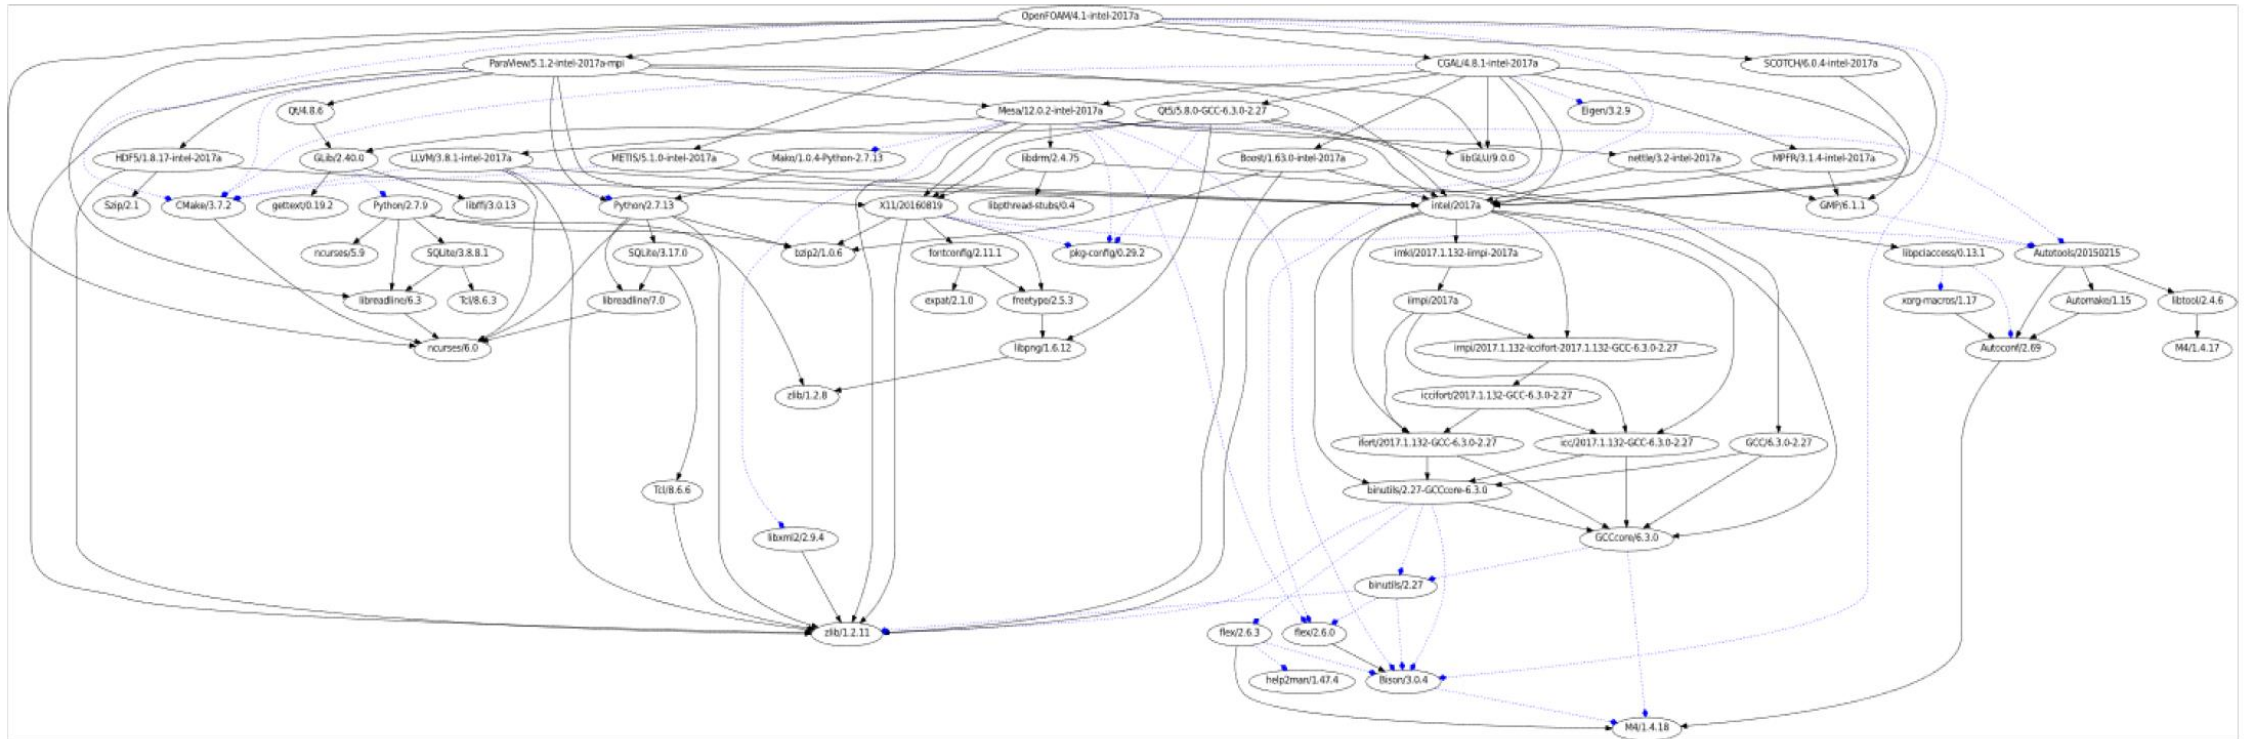 OpenFOAM/4.1-intel-2017a
ParaView/5.1.2-intel-2017a-mpi
CGAL/4.8.1-intel-2017a
SCOTCH/6.0.4-intel-2017a
Qt/4.8.6
Mesa/12.0.2-intel-2017a
Qt5/5.8.0-GCC-6.3.0-2.27
Eigen/3.2.9
HDF5/1.8.17-intel-2017a
GLib/2.40.0
LLVM/3.8.1-intel-2017a
METIS/5.1.0-intel-2017a
Mako/1.0.4-Python-2.7.13
libdrm/2.4.75
Boost/1.63.0-intel-2017a
libGLU/9.0.0
nettle/3.2-intel-2017a
MPFR/3.1.4-intel-2017a
Szip/2.1
CMake/3.7.2
gettext/0.19.2
Python/2.7.9
libffi/3.0.13
Python/2.7.13
X11/20160819
libpthread-stubs/0.4
intel/2017a
GMP/6.1.1
ncurses/5.9
SQLite/3.8.8.1
SQLite/3.17.0
bzip2/1.0.6
fontconfig/2.11.1
pkg-config/0.29.2
imkl/2017.1.132-iimpi-2017a
libpciaccess/0.13.1
Autotools/20150215
libreadline/6.3
Tcl/8.6.3
libreadline/7.0
expat/2.1.0
freetype/2.5.3
iimpi/2017a
xorg-macros/1.17
Automake/1.15
libtool/2.4.6
ncurses/6.0
libpng/1.6.12
impi/2017.1.132-iccifort-2017.1.132-GCC-6.3.0-2.27
Autoconf/2.69
M4/1.4.17
zlib/1.2.8
iccifort/2017.1.132-GCC-6.3.0-2.27
ifort/2017.1.132-GCC-6.3.0-2.27
icc/2017.1.132-GCC-6.3.0-2.27
GCC/6.3.0-2.27
Tcl/8.6.6
binutils/2.27-GCCcore-6.3.0
libxml2/2.9.4
GCCcore/6.3.0
binutils/2.27
zlib/1.2.11
flex/2.6.3
flex/2.6.0
help2man/1.47.4
Bison/3.0.4
M4/1.4.18